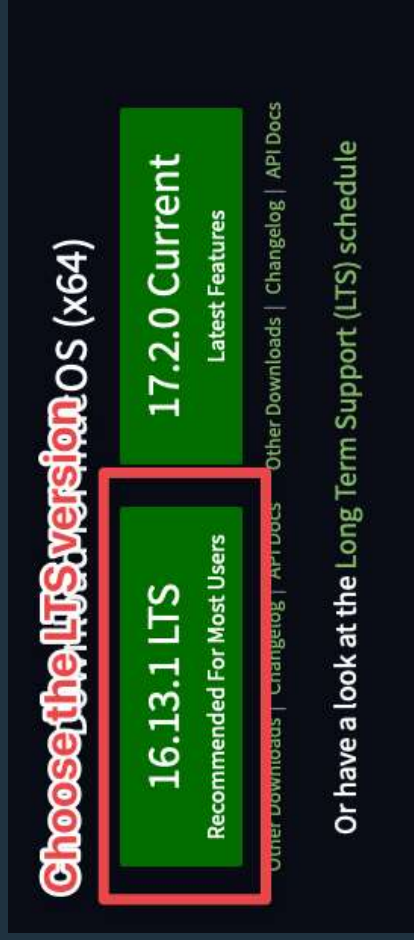 Choose the LTS version
OS (x64)
16.13.1 LTS
Recommended For Most Users
17.2.0 Current
Latest Features
Other Downloads | Changelog | API Docs
Other Downloads | Changelog | API Docs
Or have a look at the Long Term Support (LTS) schedule